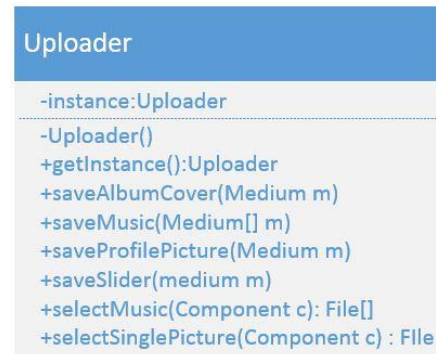 Uploader
-instance:Uploader
-Uploader()
+getInstance():Uploader
+saveAlbumCover(Medium m)
+saveMusic(Medium[] m)
+saveProfilePicture(Medium m)
+saveSlider(medium m)
+selectMusic(Component c): File[]
+selectSinglePicture(Component c) : FIle